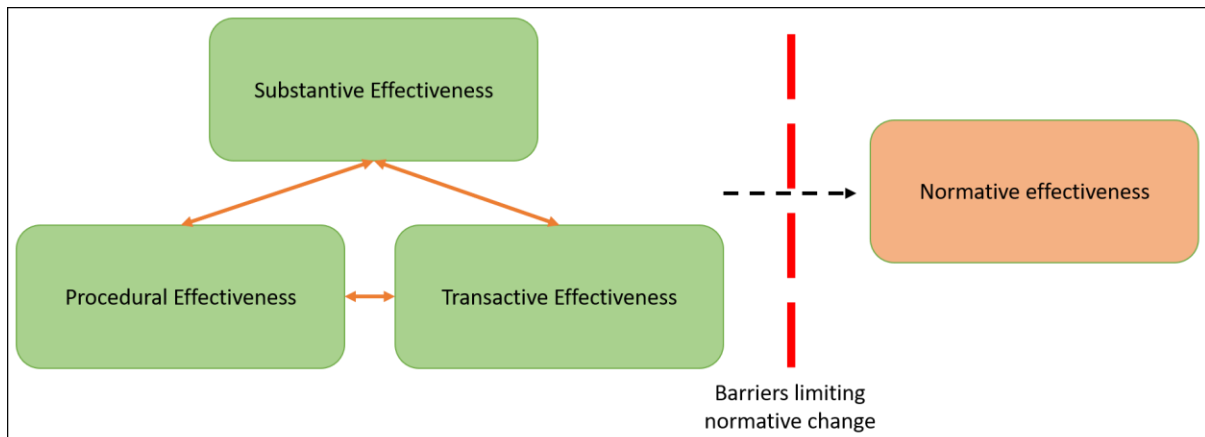 Substantive Effectiveness
Procedural Effectiveness
Transactive Effectiveness
Barriers limiting
normative change
Normative effectiveness